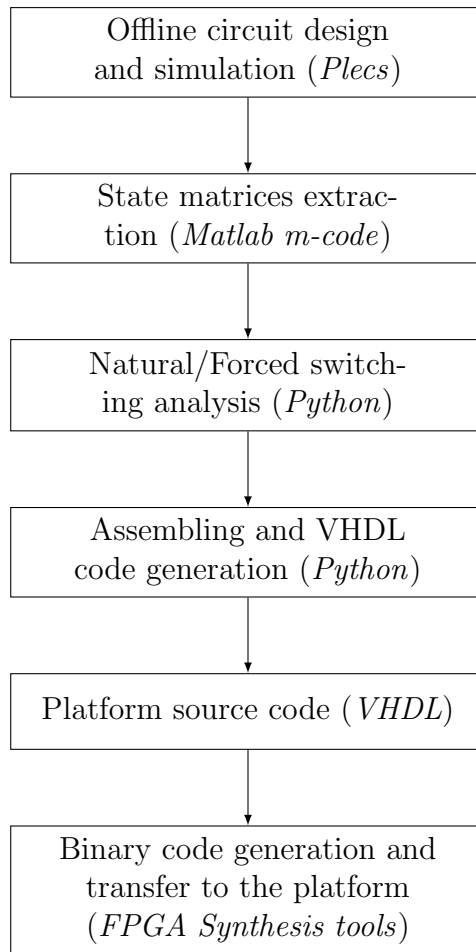 Offline circuit design
and simulation (Plecs)
State matrices extrac-
tion (Matlab m-code)
Natural/Forced switch-
ing analysis (Python)
Assembling and VHDL
code generation (Python)
Platform source code (VHDL)
Binary code generation and
transfer to the platform
(FPGA Synthesis tools)